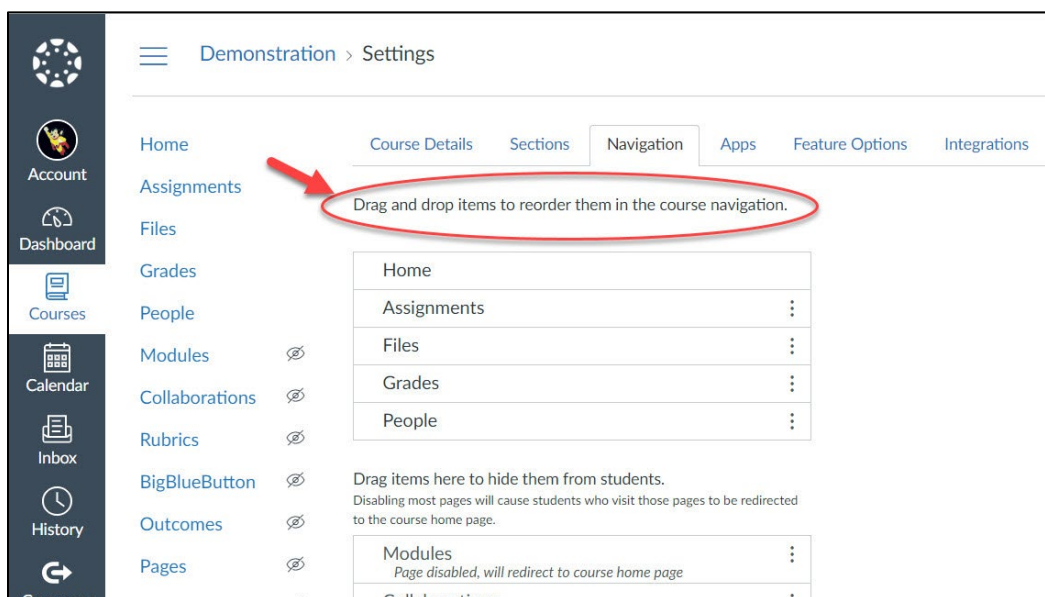 Demonstration > Settings
Account
Dashboard
Courses
Calendar
Inbox
History
Home
Assignments
Files
Grades
People
Modules
Collaborations
Rubrics
BigBlueButton
Outcomes
Pages
Course Details Sections Navigation Apps Feature Options Integrations
Drag and drop items to reorder them in the course navigation.
Home
Assignments
Files
Grades
People
Drag items here to hide them from students.
Disabling most pages will cause students who visit those pages to be redirected
to the course home page.
Modules
Page disabled, will redirect to course home page